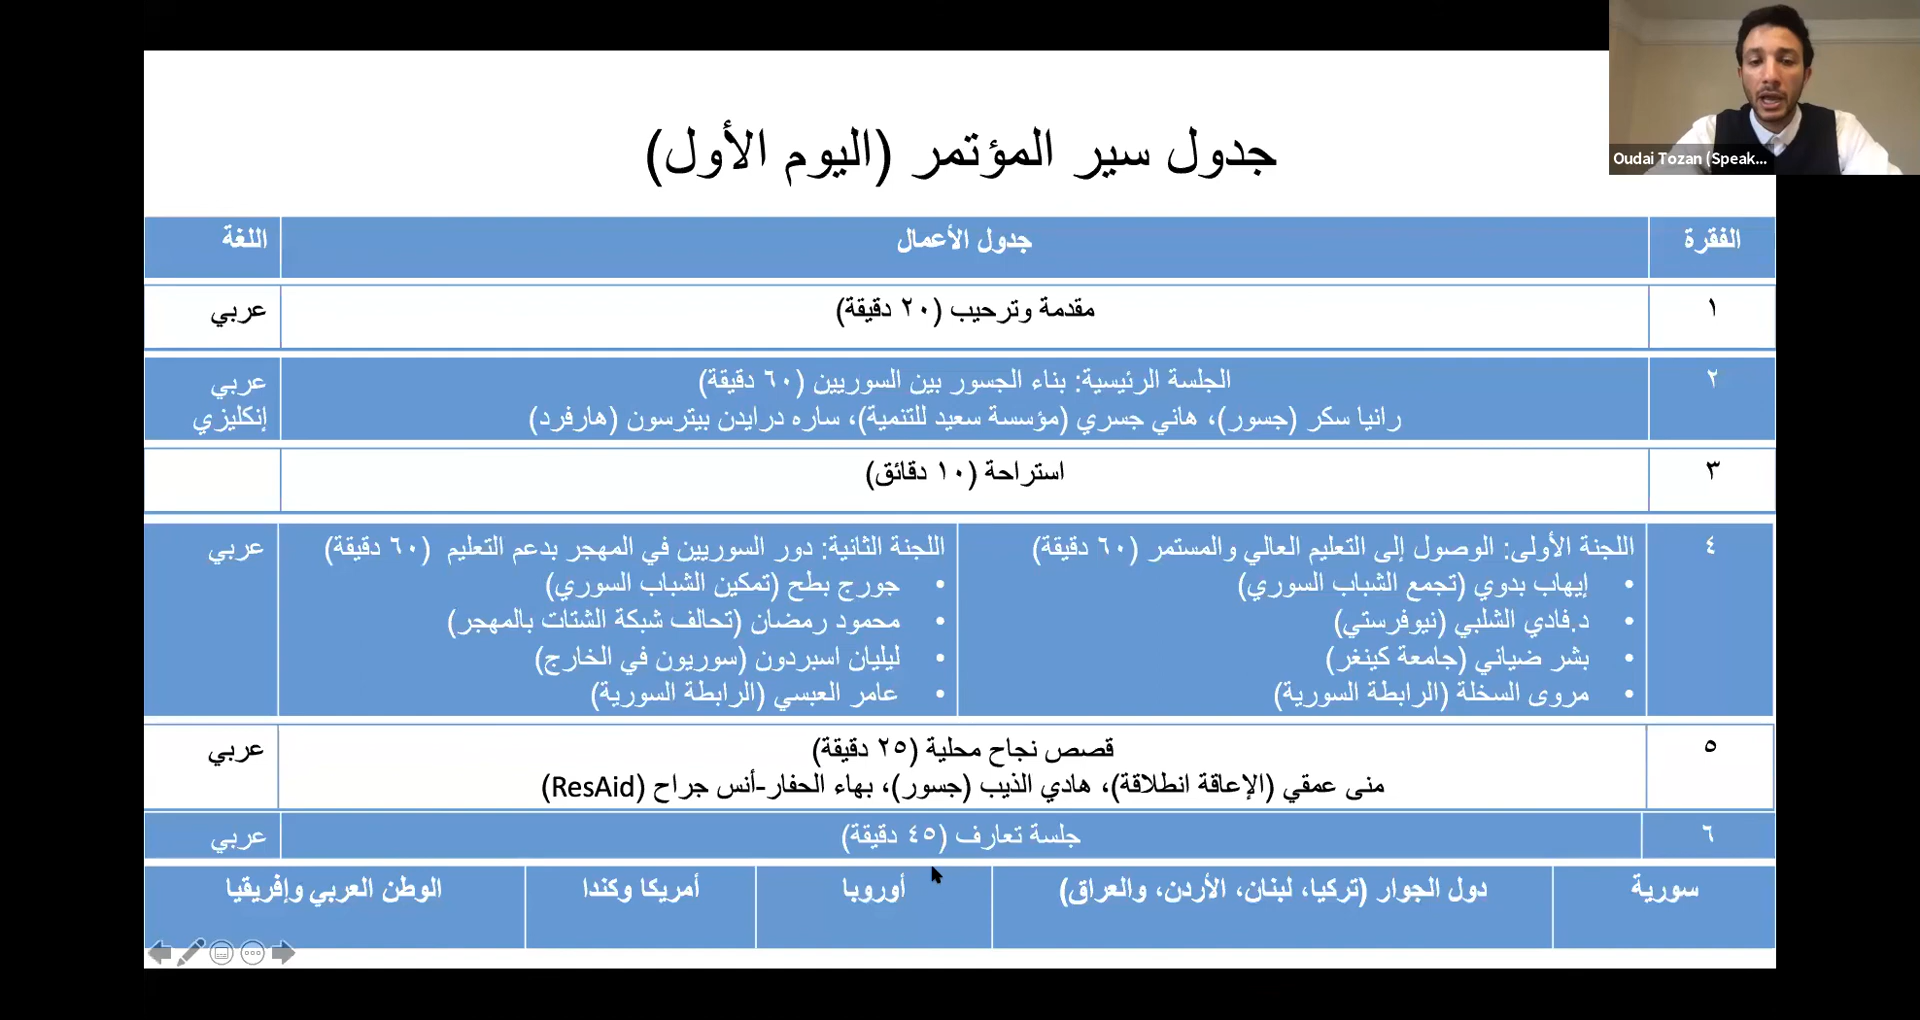 جدول سير المؤتمر (اليوم الأول)
Oudai Tozan (Speak...
الفقرة
جدول الأعمال
اللغة
١
مقدمة وترحيب (٢٠ دقيقة)
عربي
٢
الجلسة الرئيسية: بناء الجسور بين السوريين (٦٠ دقيقة)
رانيا سكر (جسور)، هاني جسري (مؤسسة سعيد للتنمية)، ساره درايدن بيترسون (هارفرد)
عربي
إنكليزي
٣
استراحة (١٠ دقائق)
٤
اللجنة الأولى: الوصول إلى التعليم العالي والمستمر (٦٠ دقيقة)
• إيهاب بدوي (تجمع الشباب السوري)
• د.فادي الشلبي (نيوفرستي)
• بشر ضياني (جامعة كينغر)
• مروى السخلة (الرابطة السورية)
اللجنة الثانية: دور السوريين في المهجر بدعم التعليم (٦٠ دقيقة)
• جورج بطح (تمكين الشباب السوري)
• محمود رمضان (تحالف شبكة الشتات بالمهجر)
• ليليان اسبردون (سوريون في الخارج)
• عامر العبسي (الرابطة السورية)
عربي
٥
قصص نجاح محلية (٢٥ دقيقة)
منى عمقي (الإعاقة انطلاقة)، هادي الذيب (جسور)، بهاء الحفار-أنس جراح (ResAid)
عربي
٦
جلسة تعارف (٤٥ دقيقة)
عربي
سورية
دول الجوار (تركيا، لبنان، الأردن، والعراق)
أوروبا
أمريكا وكندا
الوطن العربي وإفريقيا